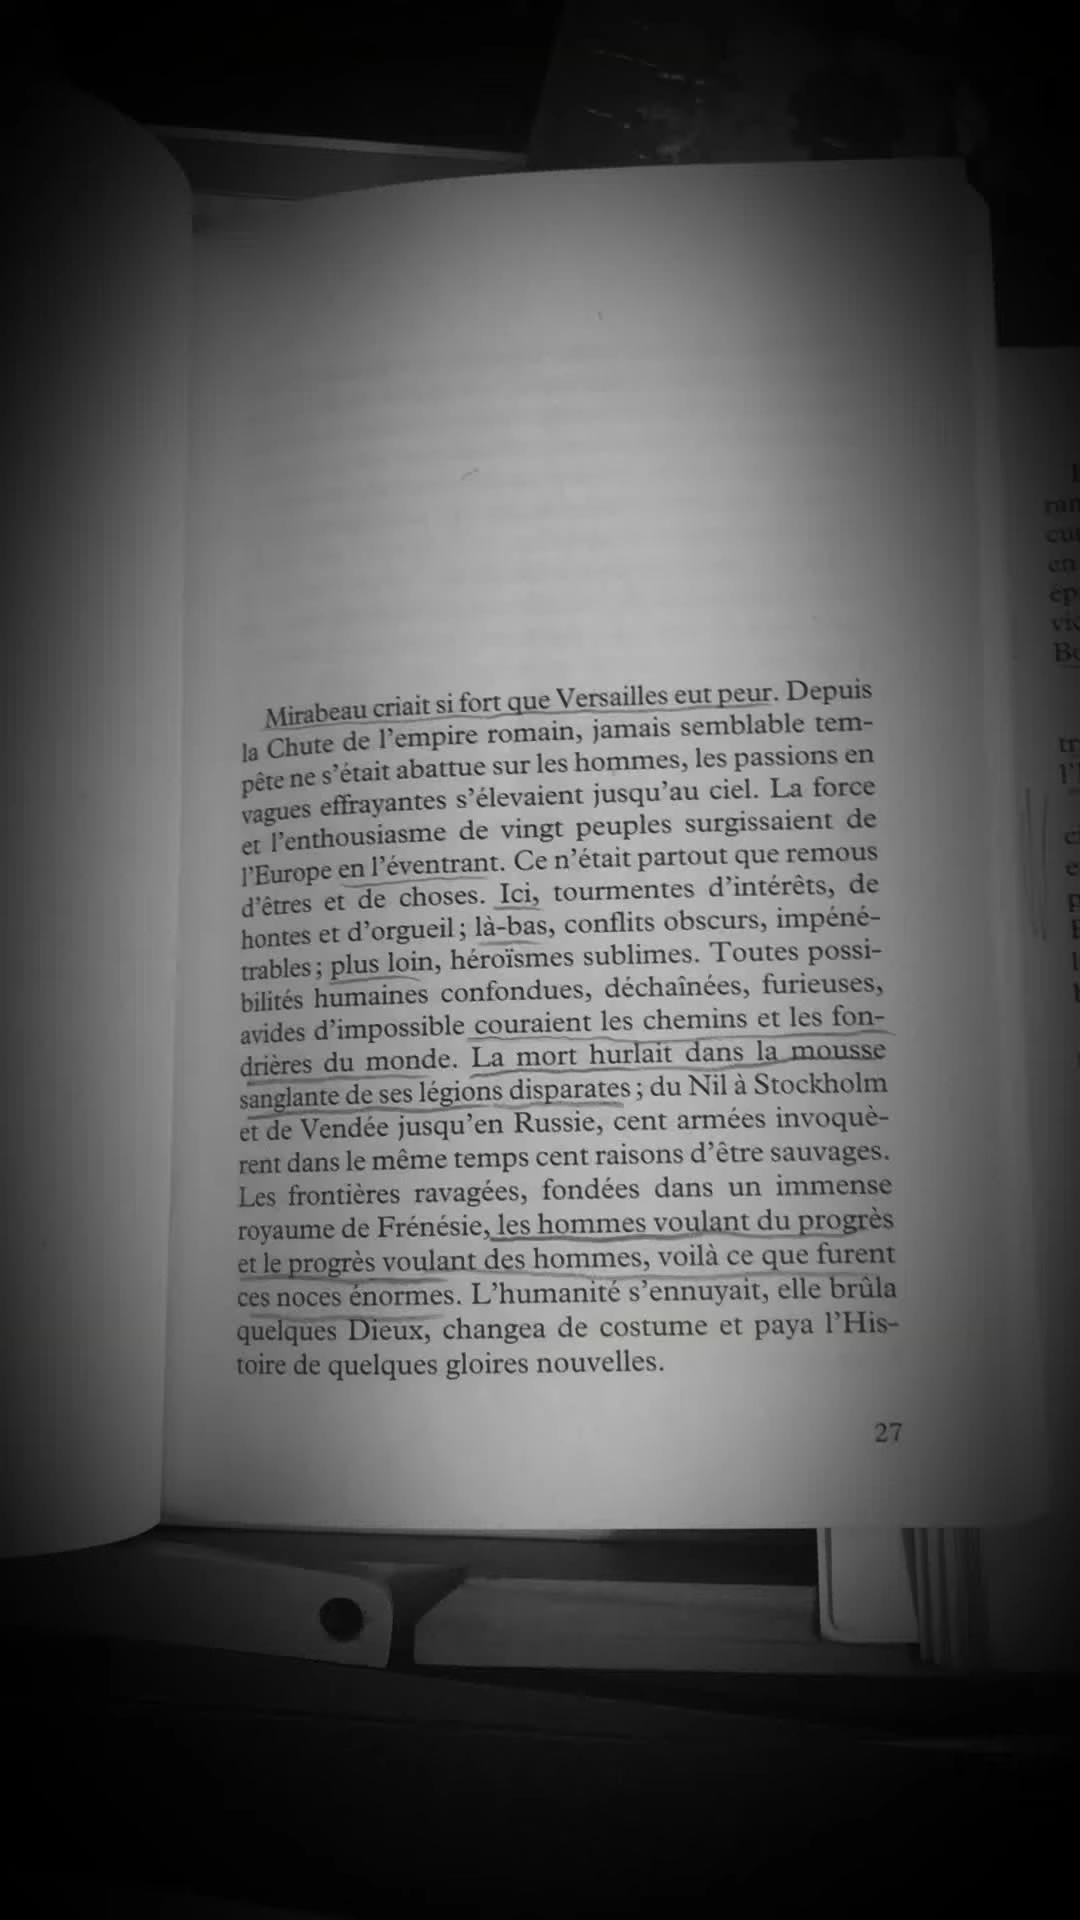 Mirabeau criait si fort que Versailles eut peur. Depuis
la Chute de l'empire romain, jamais semblable tem-
pête ne s'était abattue sur les hommes, les passions en
vagues effrayantes s'élevaient jusqu'au ciel. La force
et l'enthousiasme de vingt peuples surgissaient de
l'Europe en l'éventrant. Ce n'était partout que remous
d'êtres et de choses. Ici, tourmentes d'intérêts, de
hontes et d'orgueil ; là-bas, conflits obscurs, impéné-
trables ; plus loin, héroïsmes sublimes. Toutes possi-
bilités humaines confondues, déchaînées, furieuses,
avides d'impossible couraient les chemins et les fon-
drières du monde. La mort hurlait dans la mousse
sanglante de ses légions disparates ; du Nil à Stockholm
et de Vendée jusqu'en Russie, cent armées invoquè-
rent dans le même temps cent raisons d'être sauvages.
Les frontières ravagées, fondées dans un immense
royaume de Frénésie, les hommes voulant du progrès
et le progrès voulant des hommes, voilà ce que furent
ces noces énormes. L'humanité s'ennuyait, elle brûla
quelques Dieux, changea de costume et paya l'His-
toire de quelques gloires nouvelles.
27